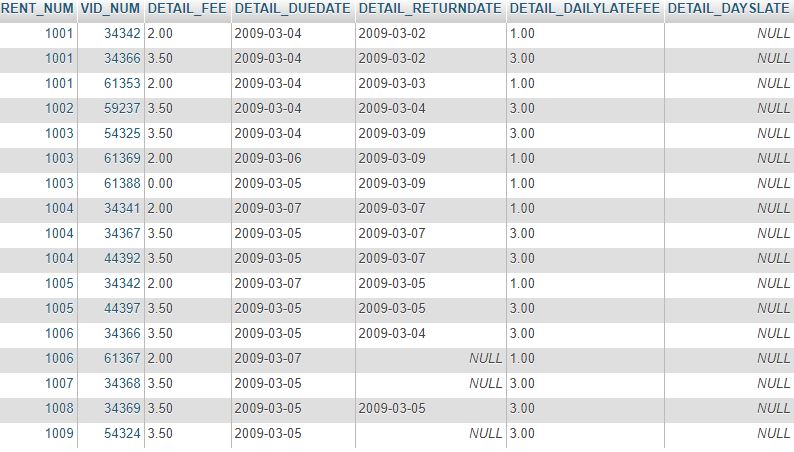 RENT_NUM VID_NUM DETAIL_FEE DETAIL_DUEDATE DETAIL_RETURNDATE DETAIL_DAILYLATEFEE DETAIL_DAYSLATE
1001 34342 2.00 2009-03-04 2009-03-02 1.00 NULL
1001 34366 3.50 2009-03-04 2009-03-02 3.00 NULL
1001 61353 2.00 2009-03-04 2009-03-03 1.00 NULL
1002 59237 3.50 2009-03-04 2009-03-04 3.00 NULL
1003 54325 3.50 2009-03-04 2009-03-09 3.00 NULL
1003 61369 2.00 2009-03-06 2009-03-09 1.00 NULL
1003 61388 0.00 2009-03-05 2009-03-09 1.00 NULL
1004 34341 2.00 2009-03-07 2009-03-07 1.00 NULL
1004 34367 3.50 2009-03-05 2009-03-07 3.00 NULL
1004 44392 3.50 2009-03-05 2009-03-07 3.00 NULL
1005 34342 2.00 2009-03-07 2009-03-05 1.00 NULL
1005 44397 3.50 2009-03-05 2009-03-05 3.00 NULL
1006 34366 3.50 2009-03-05 2009-03-04 3.00 NULL
1006 61367 2.00 2009-03-07 NULL 1.00 NULL
1007 34368 3.50 2009-03-05 NULL 3.00 NULL
1008 34369 3.50 2009-03-05 2009-03-05 3.00 NULL
1009 54324 3.50 2009-03-05 NULL 3.00 NULL